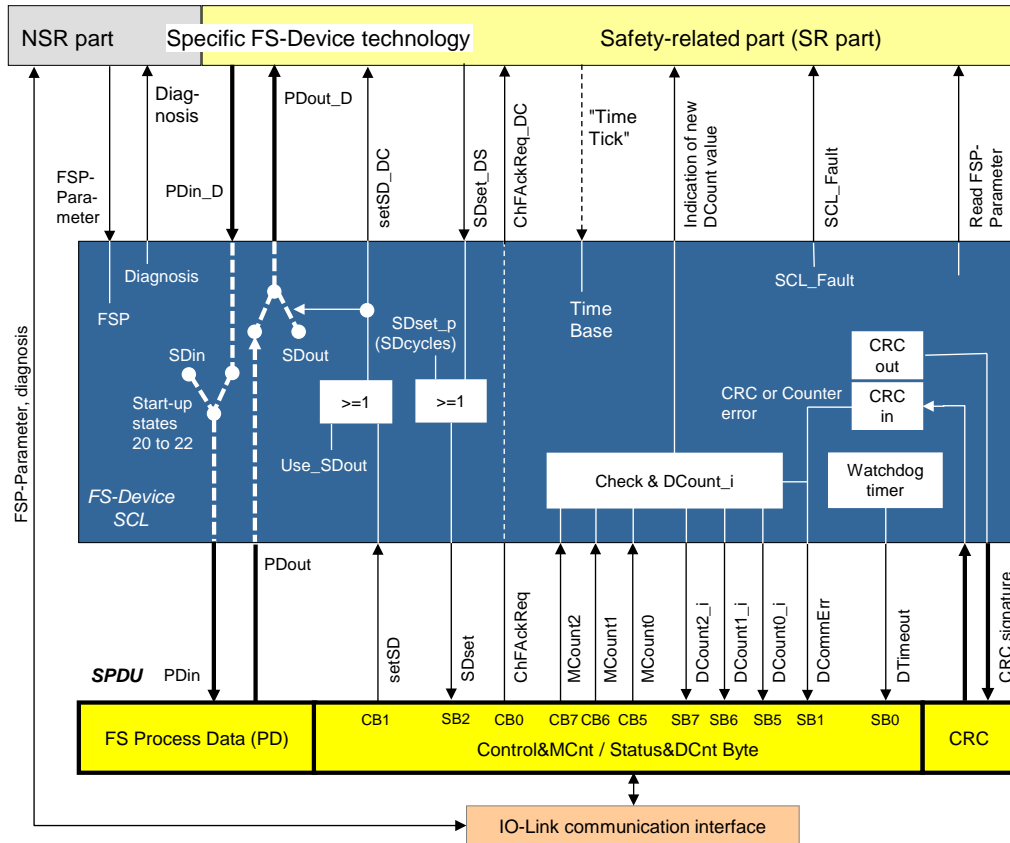 NSR part
Specific FS-Device technology
Safety-related part (SR part)
Diag-
nosis
FSP-
Para-
meter
PDin_D
PDout_D
setSD_DC
SDset_DS
ChFAckReq_DC
"Time
Tick"
Indication of new
DCount value
SCL_Fault
Read FSP-
Parameter
Diagnosis
FSP
SDin
SDout
Start-up
states
20 to 22
SDset_p
(SDcycles)
>=1
>=1
Use_SDout
Time
Base
SCL_Fault
CRC
out
CRC or Counter
error
CRC
in
Check & DCount_i
Watchdog
timer
FS-Device
SCL
FSP-Parameter, diagnosis
SPDU
PDin
PDout
setSD
SDset
ChFAckReq
MCount2
MCount1
MCount0
DCount2_i
DCount1_i
DCount0_i
DCommErr
DTimeout
CRC signature
FS Process Data (PD)
CB1
SB2
CB0
CB7
CB6
CB5
SB7
SB6
SB5
SB1
SB0
Control&MCnt / Status&DCnt Byte
CRC
IO-Link communication interface